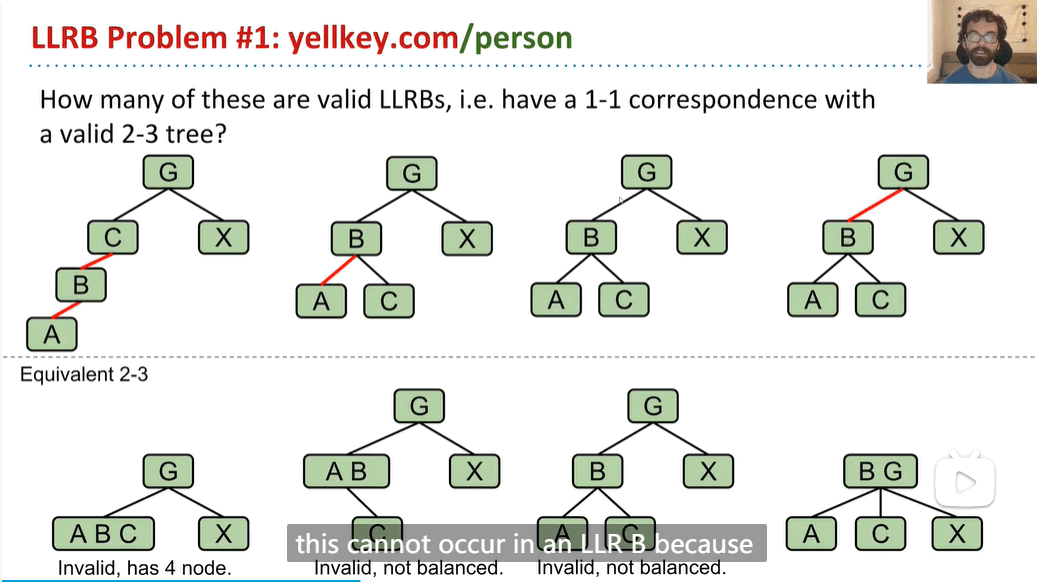 LLRB Problem #1: yellkey.com/person
How many of these are valid LLRBs, i.e. have a 1-1 correspondence with
a valid 2-3 tree?
G G G G
C X B X B X B X
B
A C A C A C
A
Equivalent 2-3
G G
G A B X B X B G
A B C X C A C A C X
this cannot occur in an LLR B because
Invalid, has 4 node. Invalid, not balanced. Invalid, not balanced.